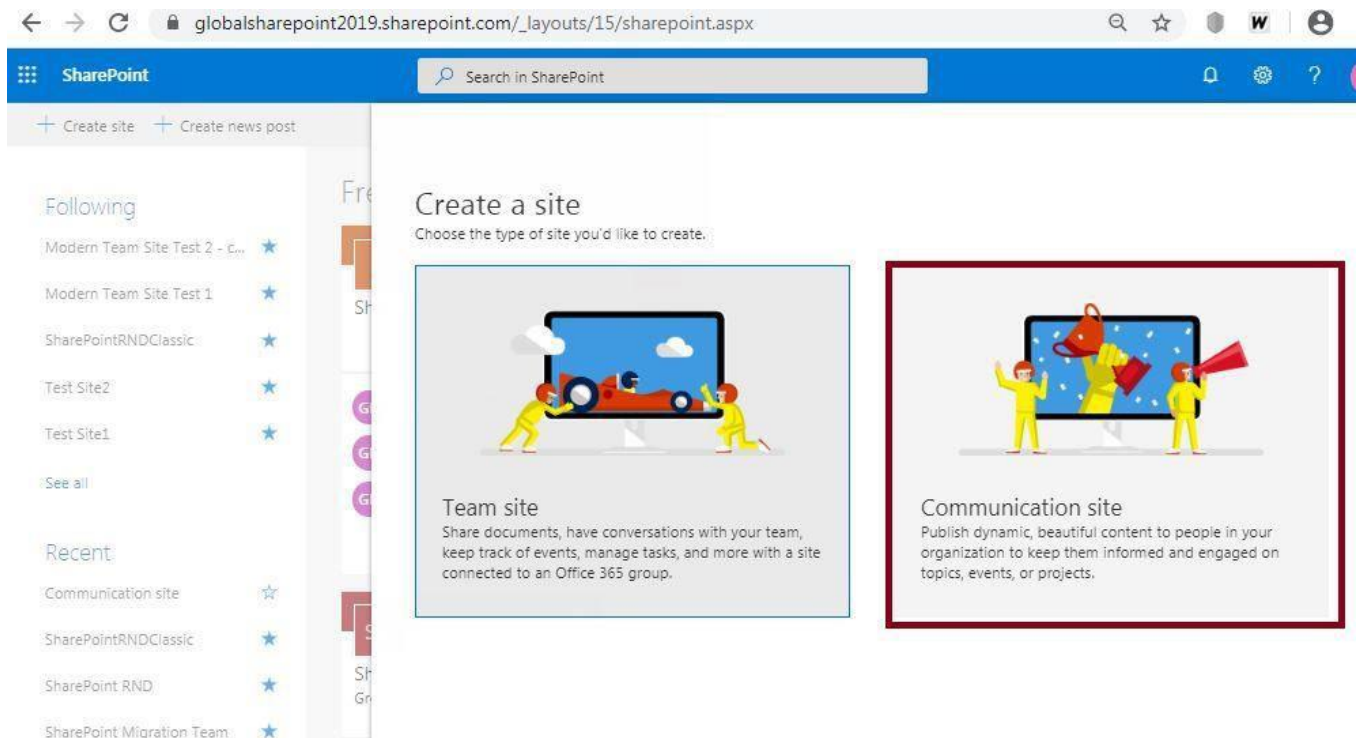 globalsharepoint2019.sharepoint.com/_layouts/15/sharepoint.aspx
W
SharePoint
Search in SharePoint
?
Create site
Create news post
Following
Modern Team Site Test 2 - c...
Modern Team Site Test 1
SharePointRNDClassic
Test Site2
Test Site1
See all
Recent
Communication site
SharePointRNDClassic
SharePoint RND
SharePoint Migration Team
Fre
Sh
G
G
G
S
Sh
Gr
Create a site
Choose the type of site you'd like to create.
Team site
Share documents, have conversations with your team,
keep track of events, manage tasks, and more with a site
connected to an Office 365 group.
Communication site
Publish dynamic, beautiful content to people in your
organization to keep them informed and engaged on
topics, events, or projects.